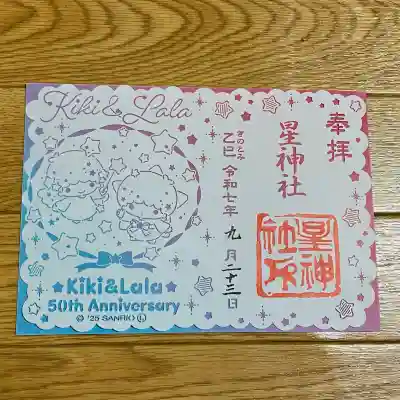 Kiki & Lala
奉拝
星神社
きのとみ
乙巳 令和七年 九月二十三日
星神社印
★Kiki&Lala★
50th Anniversary
© '25 SANRIO Ⓛ